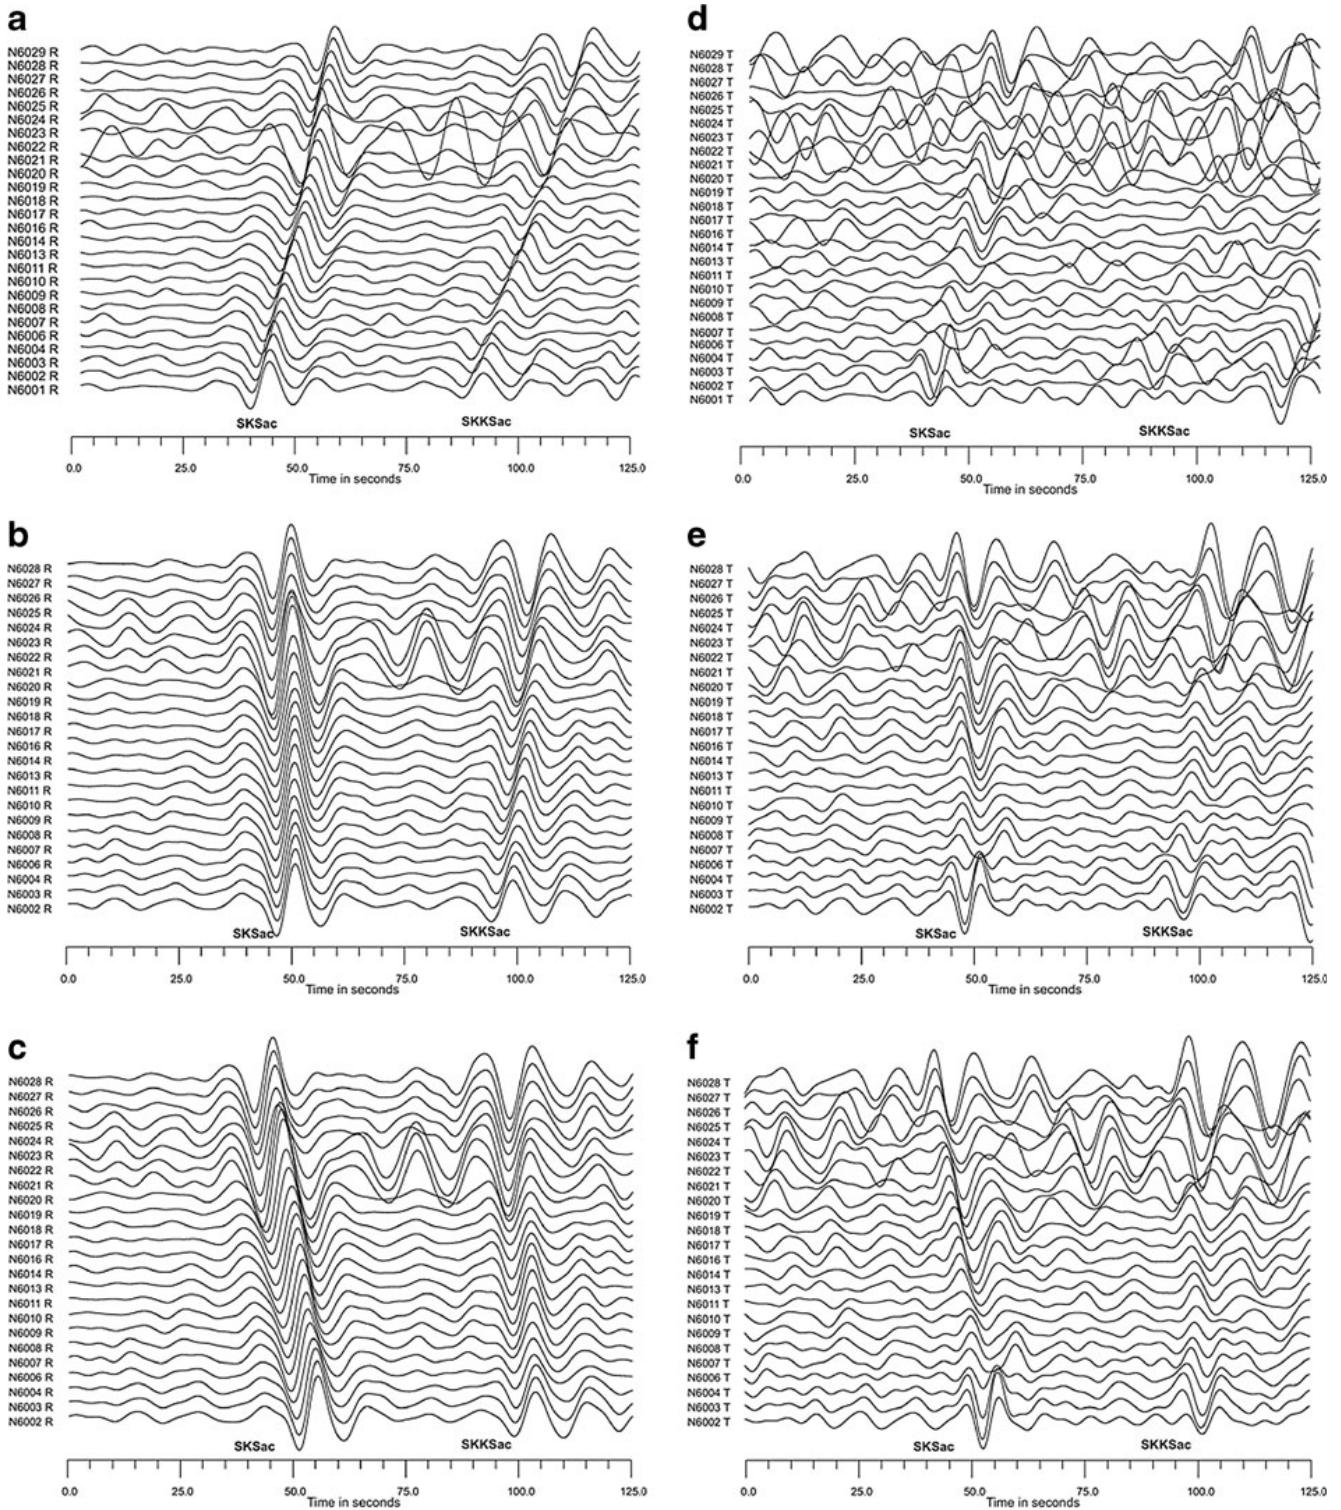 a
N6029 R
N6028 R
N6027 R
N6026 R
N6025 R
N6024 R
N6023 R
N6022 R
N6021 R
N6020 R
N6019 R
N6018 R
N6017 R
N6016 R
N6014 R
N6013 R
N6011 R
N6010 R
N6009 R
N6008 R
N6007 R
N6006 R
N6004 R
N6003 R
N6002 R
N6001 R
SKSac SKKSac
0.0 25.0 50.0 75.0 100.0 125.0
Time in seconds
b
N6028 R
N6027 R
N6026 R
N6025 R
N6024 R
N6023 R
N6022 R
N6021 R
N6020 R
N6019 R
N6018 R
N6017 R
N6016 R
N6014 R
N6013 R
N6011 R
N6010 R
N6009 R
N6008 R
N6007 R
N6006 R
N6004 R
N6003 R
N6002 R
SKSac SKKSac
0.0 25.0 50.0 75.0 100.0 125.0
Time in seconds
c
N6028 R
N6027 R
N6026 R
N6025 R
N6024 R
N6023 R
N6022 R
N6021 R
N6020 R
N6019 R
N6018 R
N6017 R
N6016 R
N6014 R
N6013 R
N6011 R
N6010 R
N6009 R
N6008 R
N6007 R
N6006 R
N6004 R
N6003 R
N6002 R
SKSac SKKSac
0.0 25.0 50.0 75.0 100.0 125.0
Time in seconds
d
N6029 T
N6028 T
N6027 T
N6026 T
N6025 T
N6024 T
N6023 T
N6022 T
N6021 T
N6020 T
N6019 T
N6018 T
N6017 T
N6016 T
N6014 T
N6013 T
N6011 T
N6010 T
N6009 T
N6008 T
N6007 T
N6006 T
N6004 T
N6003 T
N6002 T
N6001 T
SKSac SKKSac
0.0 25.0 50.0 75.0 100.0 125.0
Time in seconds
e
N6028 T
N6027 T
N6026 T
N6025 T
N6024 T
N6023 T
N6022 T
N6021 T
N6020 T
N6019 T
N6018 T
N6017 T
N6016 T
N6014 T
N6013 T
N6011 T
N6010 T
N6009 T
N6008 T
N6007 T
N6006 T
N6004 T
N6003 T
N6002 T
SKSac SKKSac
0.0 25.0 50.0 75.0 100.0 125.0
Time in seconds
f
N6028 T
N6027 T
N6026 T
N6025 T
N6024 T
N6023 T
N6022 T
N6021 T
N6020 T
N6019 T
N6018 T
N6017 T
N6016 T
N6014 T
N6013 T
N6011 T
N6010 T
N6009 T
N6008 T
N6007 T
N6006 T
N6004 T
N6003 T
N6002 T
SKSac SKKSac
0.0 25.0 50.0 75.0 100.0 125.0
Time in seconds